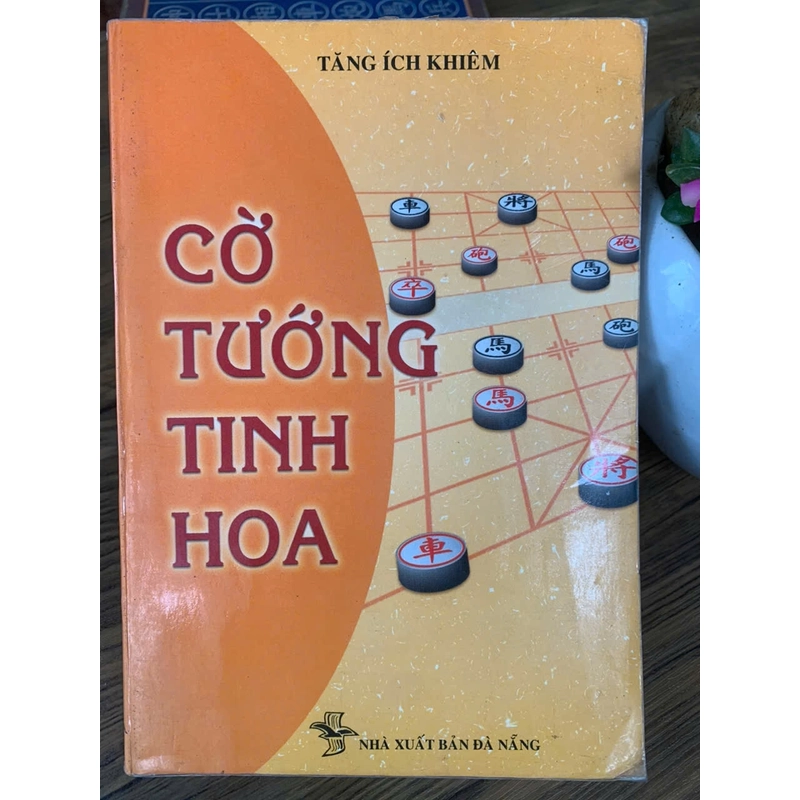 TĂNG ÍCH KHIÊM
CỜ
TƯỚNG
TINH
HOA
車
將
砲
砲
馬
卒
砲
馬
馬
將
車
NHÀ XUẤT BẢN ĐÀ NẴNG